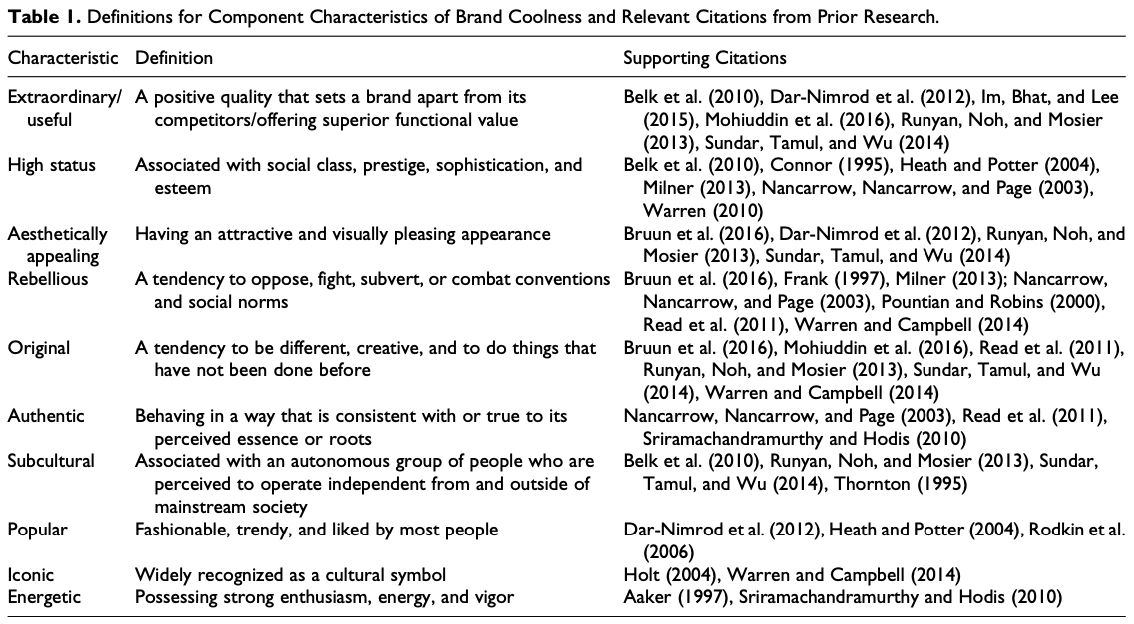 Table 1. Definitions for Component Characteristics of Brand Coolness and Relevant Citations from Prior Research.
Characteristic Definition Supporting Citations
Extraordinary/ A positive quality that sets a brand apart from its Belk et al. (2010), Dar-Nimrod et al. (2012), Im, Bhat, and Lee
useful competitors/offering superior functional value (2015), Mohiuddin et al. (2016), Runyan, Noh, and Mosier
(2013), Sundar, Tamul, and Wu (2014)
High status Associated with social class, prestige, sophistication, and Belk et al. (2010), Connor (1995), Heath and Potter (2004),
esteem Milner (2013), Nancarrow, Nancarrow, and Page (2003),
Warren (2010)
Aesthetically Having an attractive and visually pleasing appearance Bruun et al. (2016), Dar-Nimrod et al. (2012), Runyan, Noh, and
appealing Mosier (2013), Sundar, Tamul, and Wu (2014)
Rebellious A tendency to oppose, fight, subvert, or combat conventions Bruun et al. (2016), Frank (1997), Milner (2013); Nancarrow,
and social norms Nancarrow, and Page (2003), Pountian and Robins (2000),
Read et al. (2011), Warren and Campbell (2014)
Original A tendency to be different, creative, and to do things that Bruun et al. (2016), Mohiuddin et al. (2016), Read et al. (2011),
have not been done before Runyan, Noh, and Mosier (2013), Sundar, Tamul, and Wu
(2014), Warren and Campbell (2014)
Authentic Behaving in a way that is consistent with or true to its Nancarrow, Nancarrow, and Page (2003), Read et al. (2011),
perceived essence or roots Sriramachandramurthy and Hodis (2010)
Subcultural Associated with an autonomous group of people who are Belk et al. (2010), Runyan, Noh, and Mosier (2013), Sundar,
perceived to operate independent from and outside of Tamul, and Wu (2014), Thornton (1995)
mainstream society
Popular Fashionable, trendy, and liked by most people Dar-Nimrod et al. (2012), Heath and Potter (2004), Rodkin et al.
(2006)
Iconic Widely recognized as a cultural symbol Holt (2004), Warren and Campbell (2014)
Energetic Possessing strong enthusiasm, energy, and vigor Aaker (1997), Sriramachandramurthy and Hodis (2010)